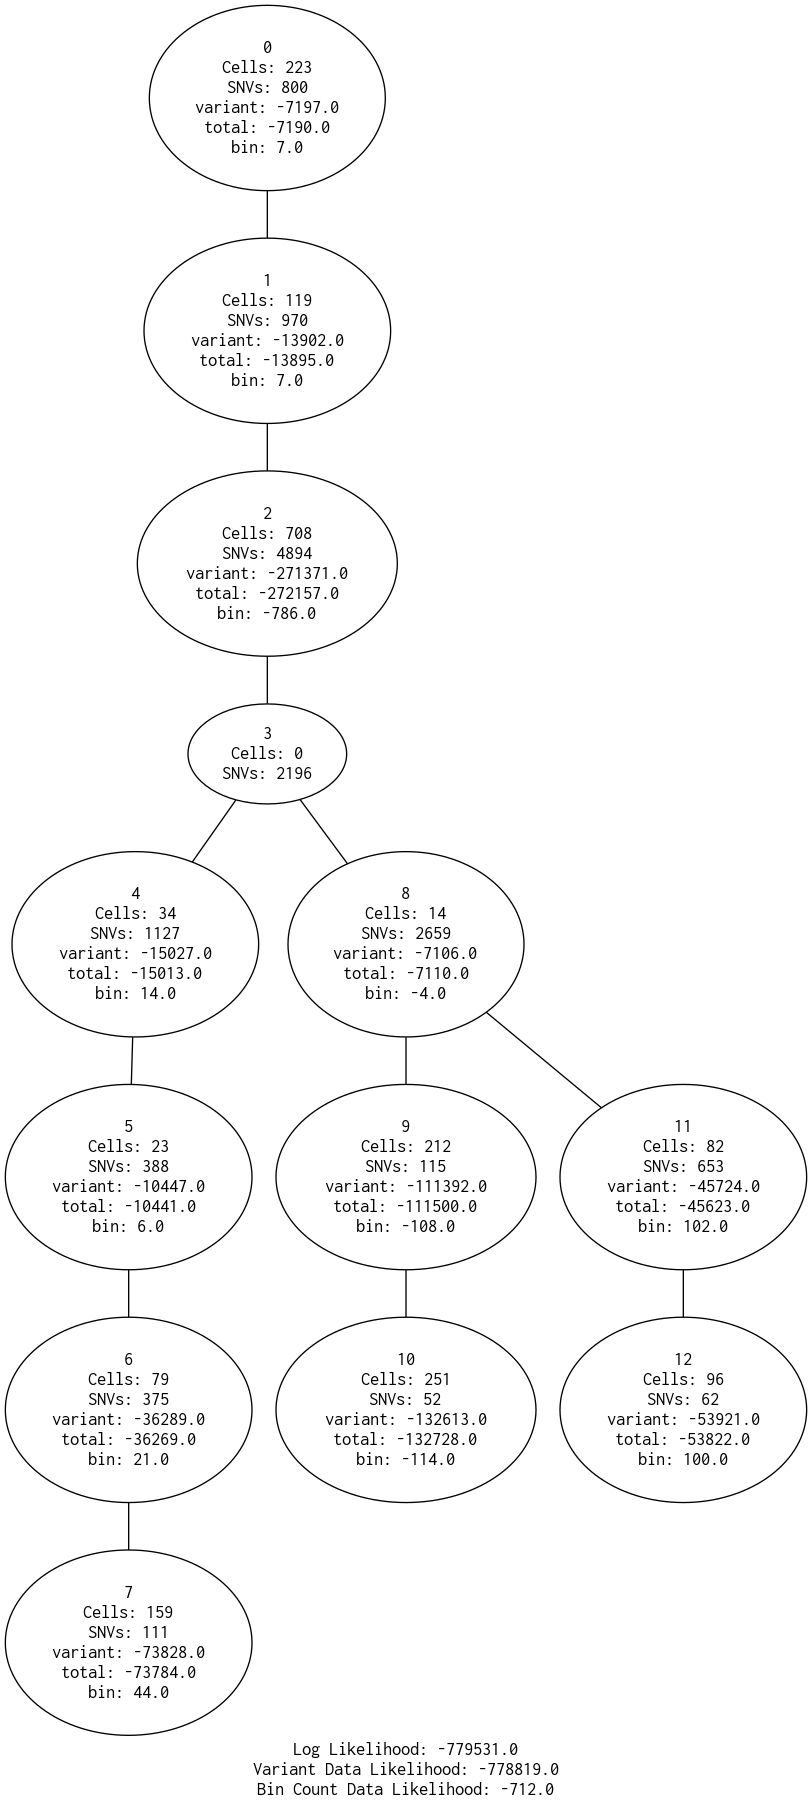 0
Cells: 223
SNVs: 800
variant: -7197.0
total: -7190.0
bin: 7.0
1
Cells: 119
SNVs: 970
variant: -13902.0
total: -13895.0
bin: 7.0
2
Cells: 708
SNVs: 4894
variant: -271371.0
total: -272157.0
bin: -786.0
3
Cells: 0
SNVs: 2196
4
Cells: 34
SNVs: 1127
variant: -15027.0
total: -15013.0
bin: 14.0
8
Cells: 14
SNVs: 2659
variant: -7106.0
total: -7110.0
bin: -4.0
5
Cells: 23
SNVs: 388
variant: -10447.0
total: -10441.0
bin: 6.0
9
Cells: 212
SNVs: 115
variant: -111392.0
total: -111500.0
bin: -108.0
11
Cells: 82
SNVs: 653
variant: -45724.0
total: -45623.0
bin: 102.0
6
Cells: 79
SNVs: 375
variant: -36289.0
total: -36269.0
bin: 21.0
10
Cells: 251
SNVs: 52
variant: -132613.0
total: -132728.0
bin: -114.0
12
Cells: 96
SNVs: 62
variant: -53921.0
total: -53822.0
bin: 100.0
7
Cells: 159
SNVs: 111
variant: -73828.0
total: -73784.0
bin: 44.0
Log Likelihood: -779531.0
Variant Data Likelihood: -778819.0
Bin Count Data Likelihood: -712.0